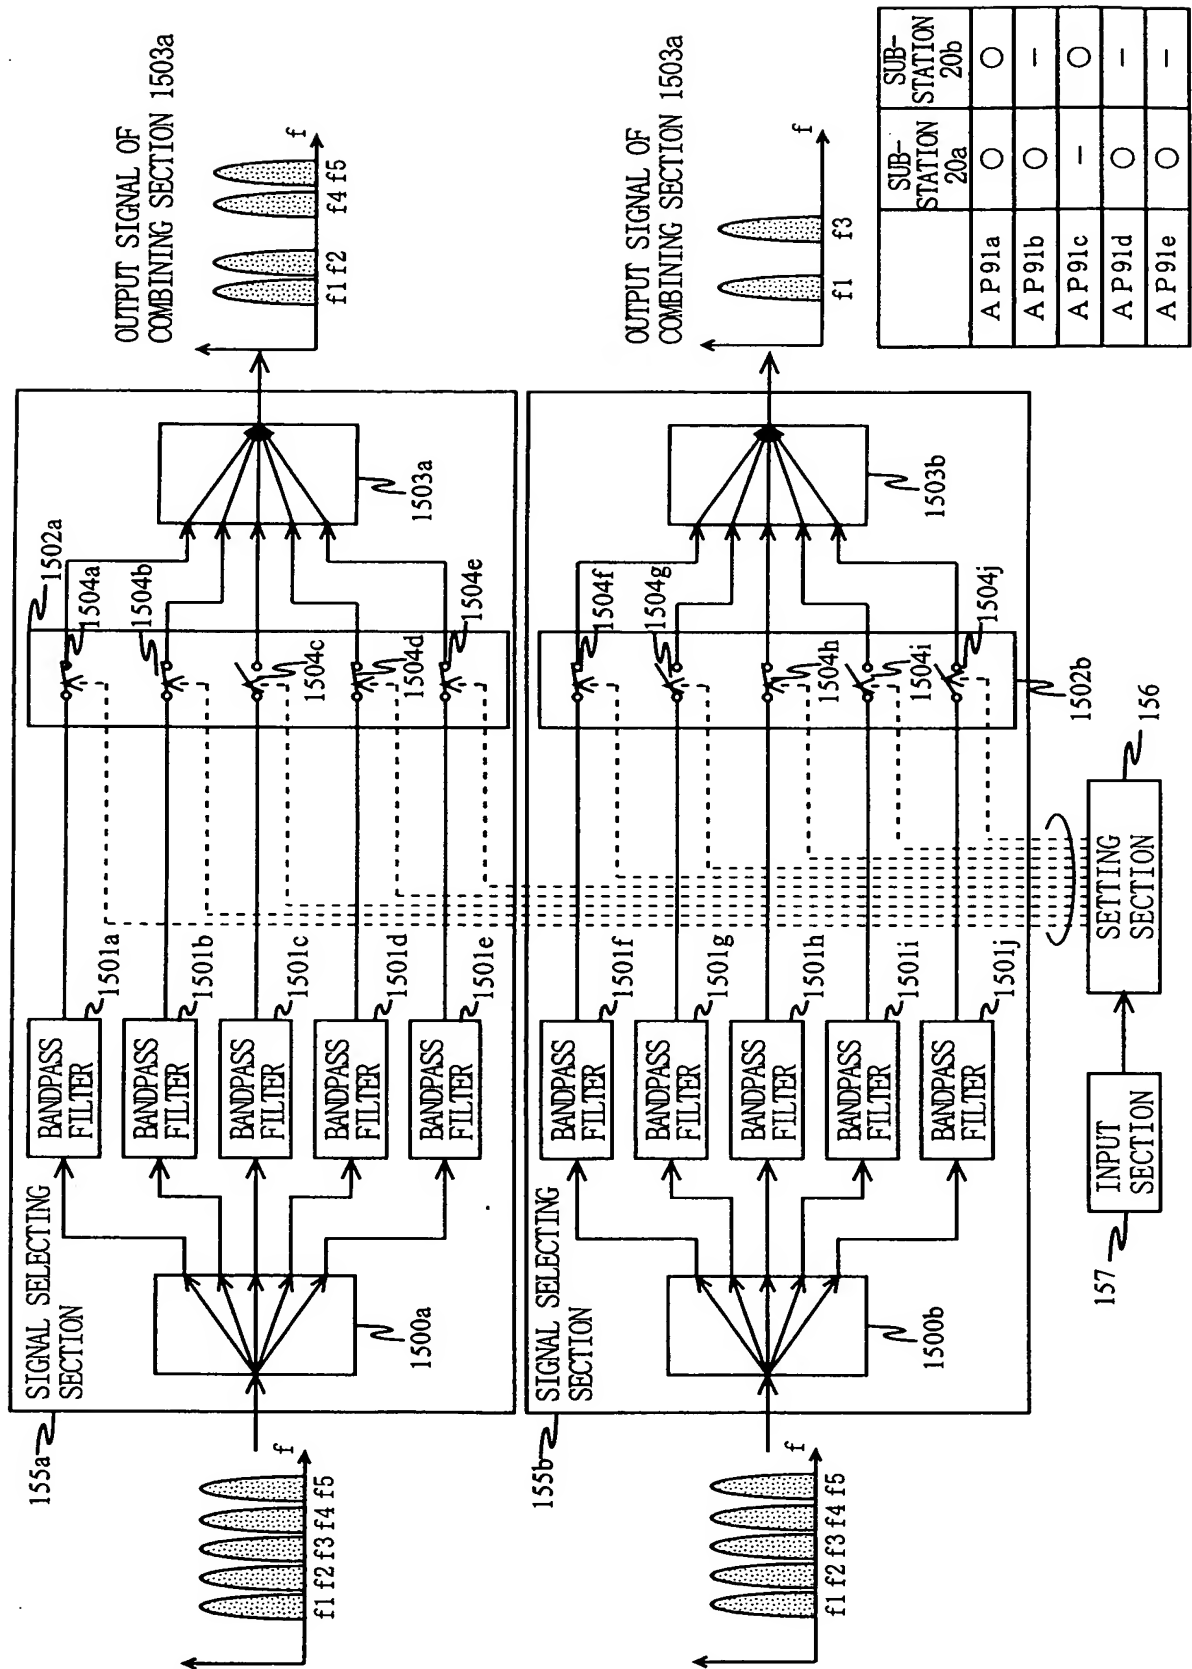 155a
SIGNAL SELECTING
SECTION
f1 f2 f3 f4 f5
f
1500a
BANDPASS
FILTER
1501a
BANDPASS
FILTER
1501b
BANDPASS
FILTER
1501c
BANDPASS
FILTER
1501d
BANDPASS
FILTER
1501e
1502a
1504a
1504b
1504c
1504d
1504e
1503a
OUTPUT SIGNAL OF
COMBINING SECTION 1503a
f1 f2 f4 f5
f
155b
SIGNAL SELECTING
SECTION
f1 f2 f3 f4 f5
f
1500b
BANDPASS
FILTER
1501f
BANDPASS
FILTER
1501g
BANDPASS
FILTER
1501h
BANDPASS
FILTER
1501i
BANDPASS
FILTER
1501j
1504f
1504g
1504h
1504i
1504j
1502b
1503b
OUTPUT SIGNAL OF
COMBINING SECTION 1503a
f1 f3
f
157
INPUT
SECTION
SETTING
SECTION
156
SUB-
STATION
20a
SUB-
STATION
20b
AP91a ○ ○
AP91b ○ -
AP91c - ○
AP91d ○ -
AP91e ○ -